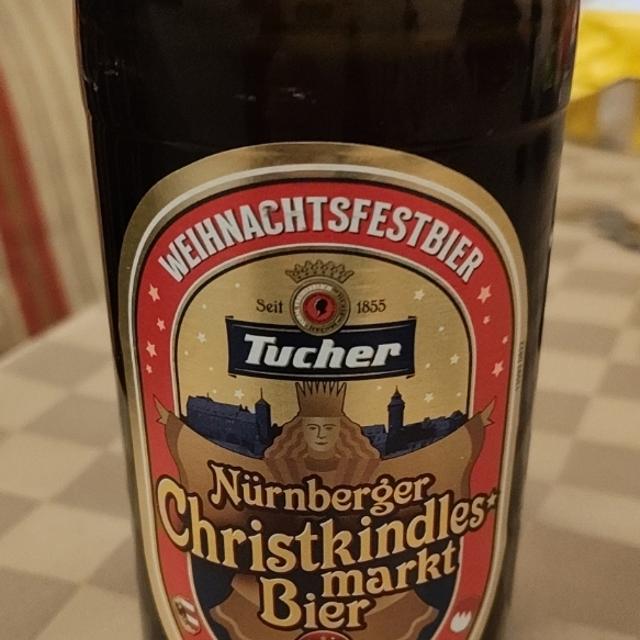 WEIHNACHTSFESTBIER
Seit 1855
Tucher
Nürnberger
Christkindles
markt
Bier